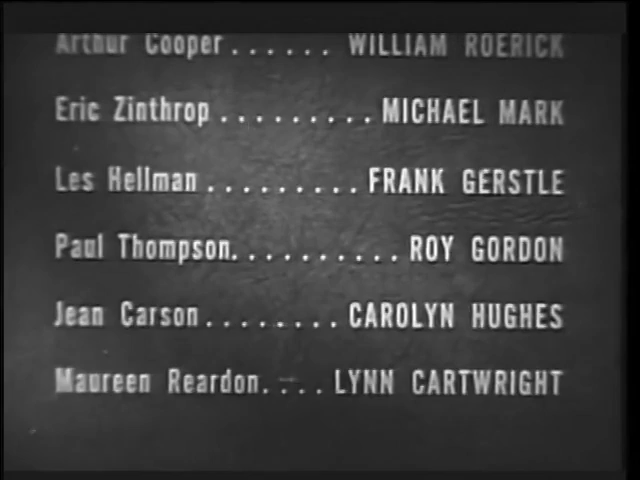 Arthur Cooper...... WILLIAM ROERICK
Eric Zinthrop......... MICHAEL MARK
Les Hellman......... FRANK GERSTLE
Paul Thompson.......... ROY GORDON
Jean Carson........ CAROLYN HUGHES
Maureen Reardon.... LYNN CARTWRIGHT